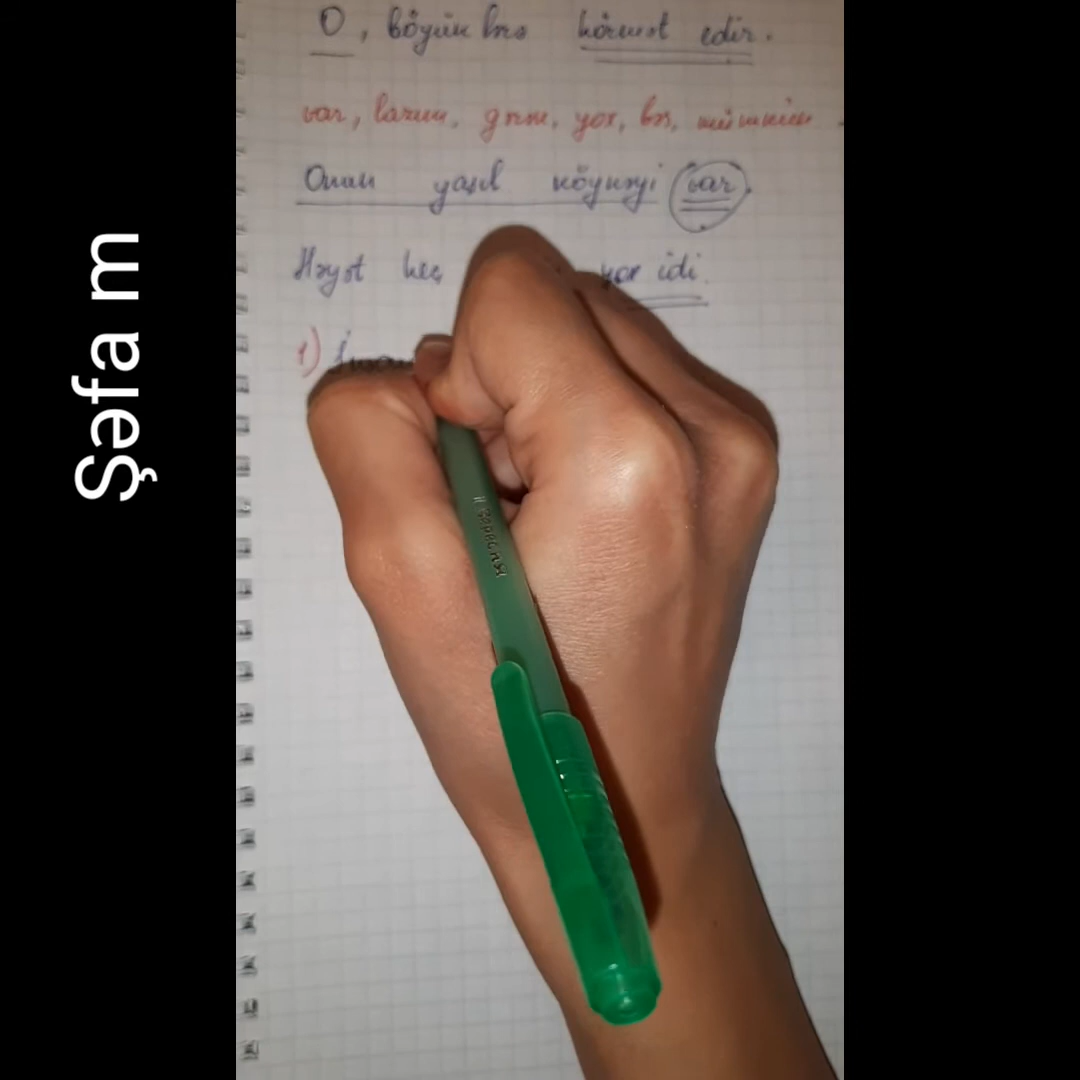 O, böyüklərə hörmət edir.
var, lazım, gərək, yox, bəs, mümkün
Onun yaşıl köynəyi var.
Həyət heç yox idi.
1) İnsan
Şəfa m